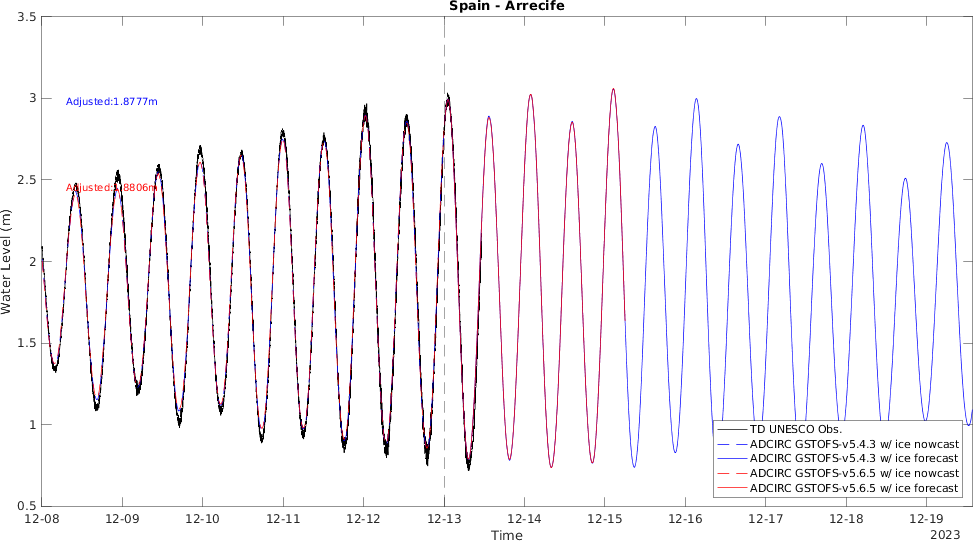 Spain - Arrecife
3.5
3
2.5
2
1.5
1
0.5
Water Level (m)
Adjusted:1.8777m
Adjusted:1.8806m
TD UNESCO Obs.
ADCIRC GSTOFS-v5.4.3 w/ ice nowcast
ADCIRC GSTOFS-v5.4.3 w/ ice forecast
ADCIRC GSTOFS-v5.6.5 w/ ice nowcast
ADCIRC GSTOFS-v5.6.5 w/ ice forecast
12-08 12-09 12-10 12-11 12-12 12-13 12-14 12-15 12-16 12-17 12-18 12-19
Time
2023